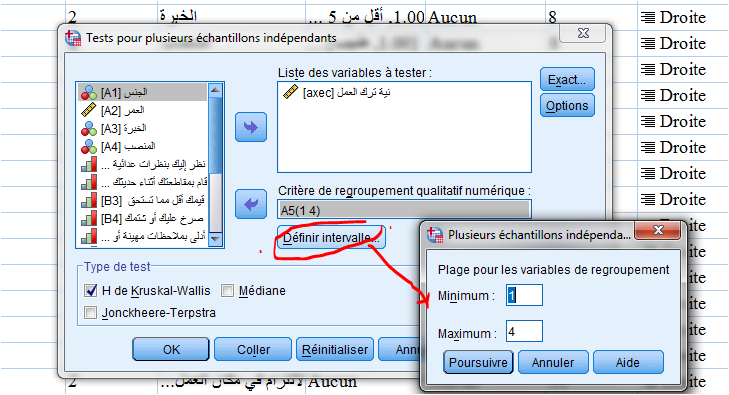 2 الخبرة 1.00, أقل من 5 ... Aucun 8 Droite
Tests pour plusieurs échantillons indépendants
Droite
Droite
Liste des variables à tester :
[A1] الجنس
[A2] العمر
[A3] الخبرة
[A4] المنصب
نظر إليك بنظرات عدائية ...
قام بمقاطعتك أثناء حديثك ...
[B3] قيمك أقل مما تستحق
[B4] صرخ عليك أو شتمك
أدلى بملاحظات مهينة أو ...
[axec] نية ترك العمل
Exact...
Options
Droite
Droite
Droite
Droite
Critère de regroupement qualitatif numérique :
A5(1 4)
Définir intervalle...
Droite
Droite
Droite
Type de test
H de Kruskal-Wallis
Médiane
Jonckheere-Terpstra
OK
Coller
Réinitialiser
Annu
Plusieurs échantillons indépenda...
Plage pour les variables de regroupement
Minimum : 1
Maximum : 4
Poursuivre
Annuler
Aide
2 لالتزام في مكان العمل... Aucun
Droite